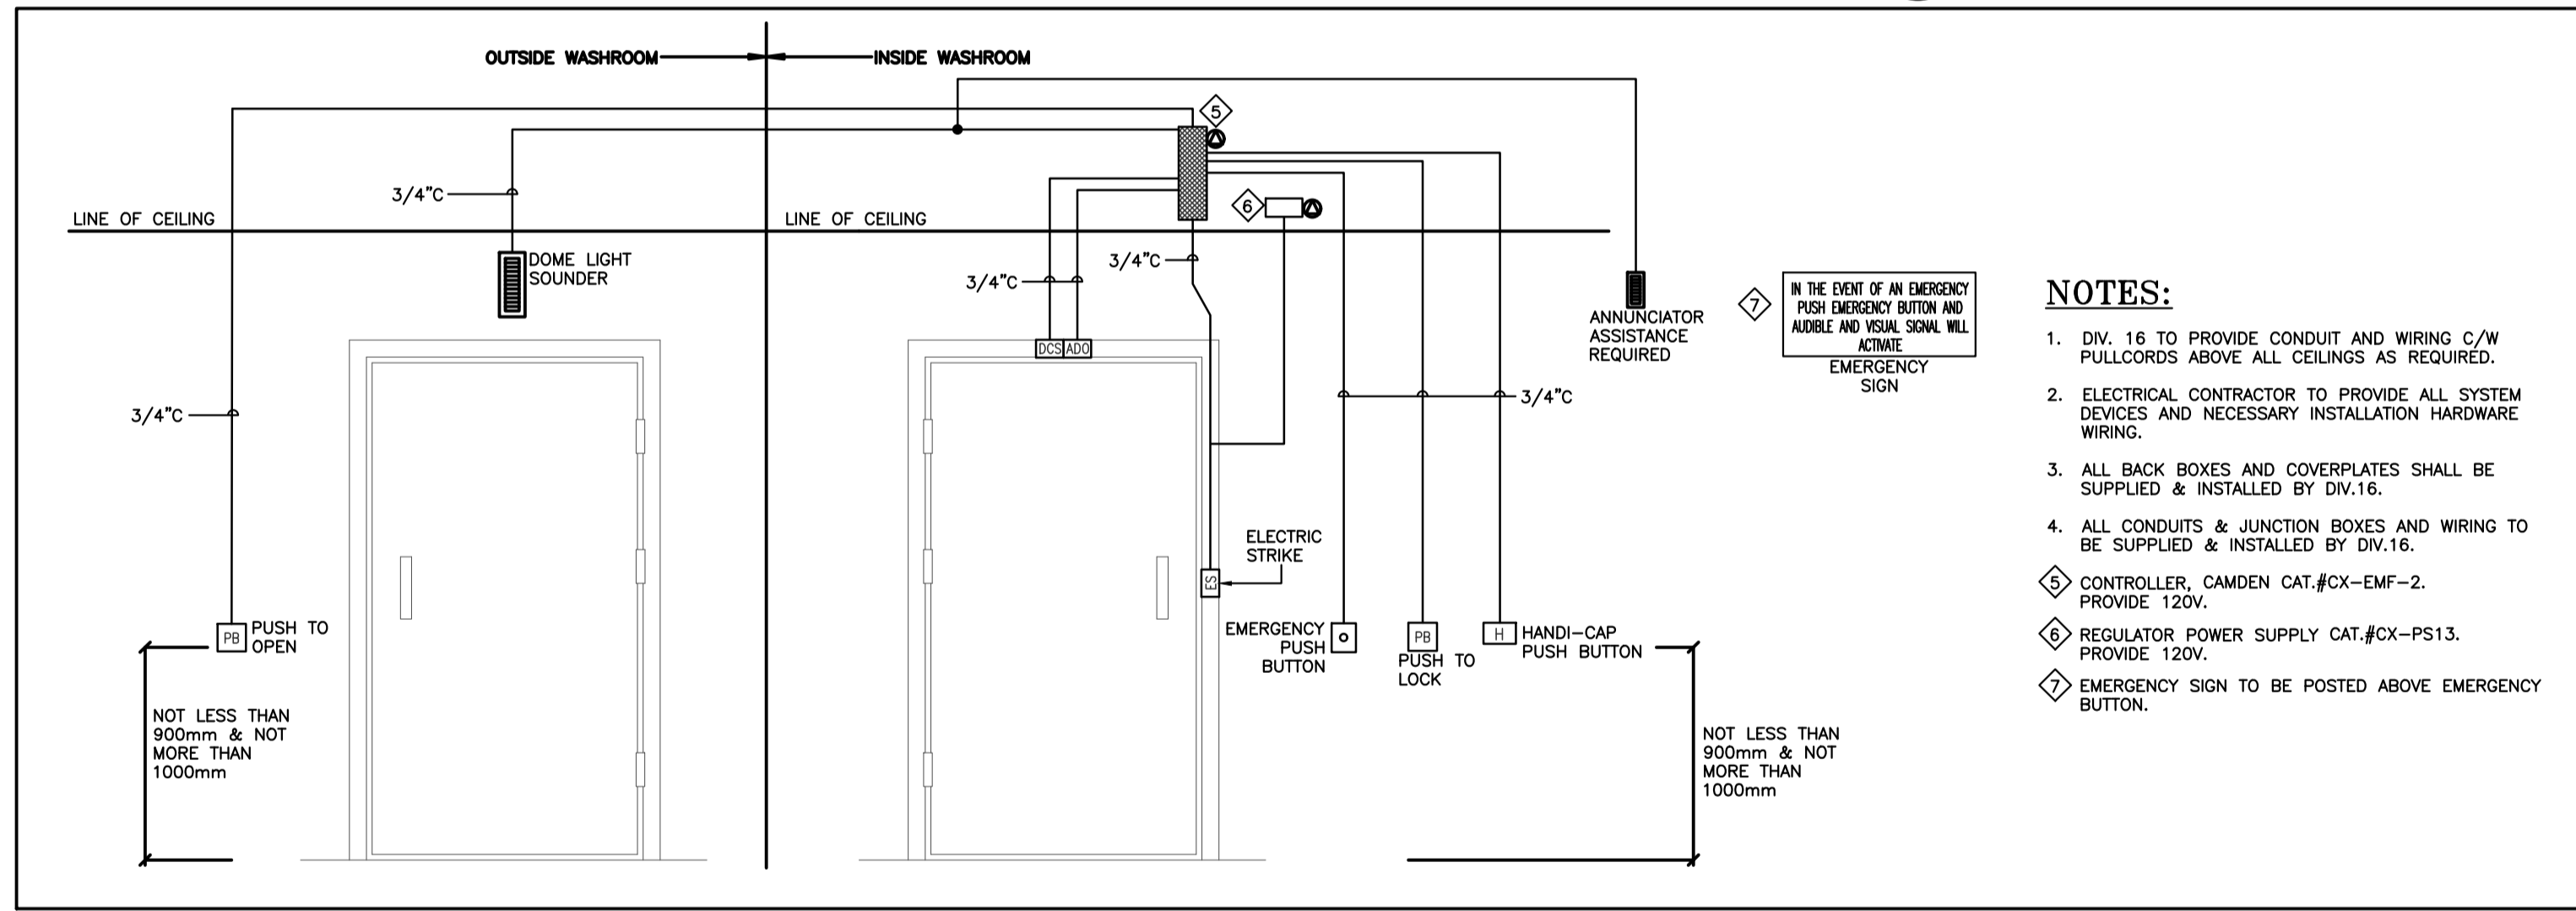 OUTSIDE WASHROOM
INSIDE WASHROOM
5
3/4"C
6
LINE OF CEILING
LINE OF CEILING
DOME LIGHT
SOUNDER
3/4"C
3/4"C
ANNUNCIATOR
ASSISTANCE
REQUIRED
7
IN THE EVENT OF AN EMERGENCY
PUSH EMERGENCY BUTTON AND
AUDIBLE AND VISUAL SIGNAL WILL
ACTIVATE
EMERGENCY
SIGN
DCS
ADO
3/4"C
3/4"C
ELECTRIC
STRIKE
ES
PB
PUSH TO
OPEN
EMERGENCY
PUSH
BUTTON
PB
PUSH TO
LOCK
H
HANDI-CAP
PUSH BUTTON
NOT LESS THAN
900mm & NOT
MORE THAN
1000mm
NOT LESS THAN
900mm & NOT
MORE THAN
1000mm
NOTES:
1. DIV. 16 TO PROVIDE CONDUIT AND WIRING C/W
PULLCORDS ABOVE ALL CEILINGS AS REQUIRED.
2. ELECTRICAL CONTRACTOR TO PROVIDE ALL SYSTEM
DEVICES AND NECESSARY INSTALLATION HARDWARE
WIRING.
3. ALL BACK BOXES AND COVERPLATES SHALL BE
SUPPLIED & INSTALLED BY DIV.16.
4. ALL CONDUITS & JUNCTION BOXES AND WIRING TO
BE SUPPLIED & INSTALLED BY DIV.16.
5 CONTROLLER, CAMDEN CAT.#CX-EMF-2.
PROVIDE 120V.
6 REGULATOR POWER SUPPLY CAT.#CX-PS13.
PROVIDE 120V.
7 EMERGENCY SIGN TO BE POSTED ABOVE EMERGENCY
BUTTON.